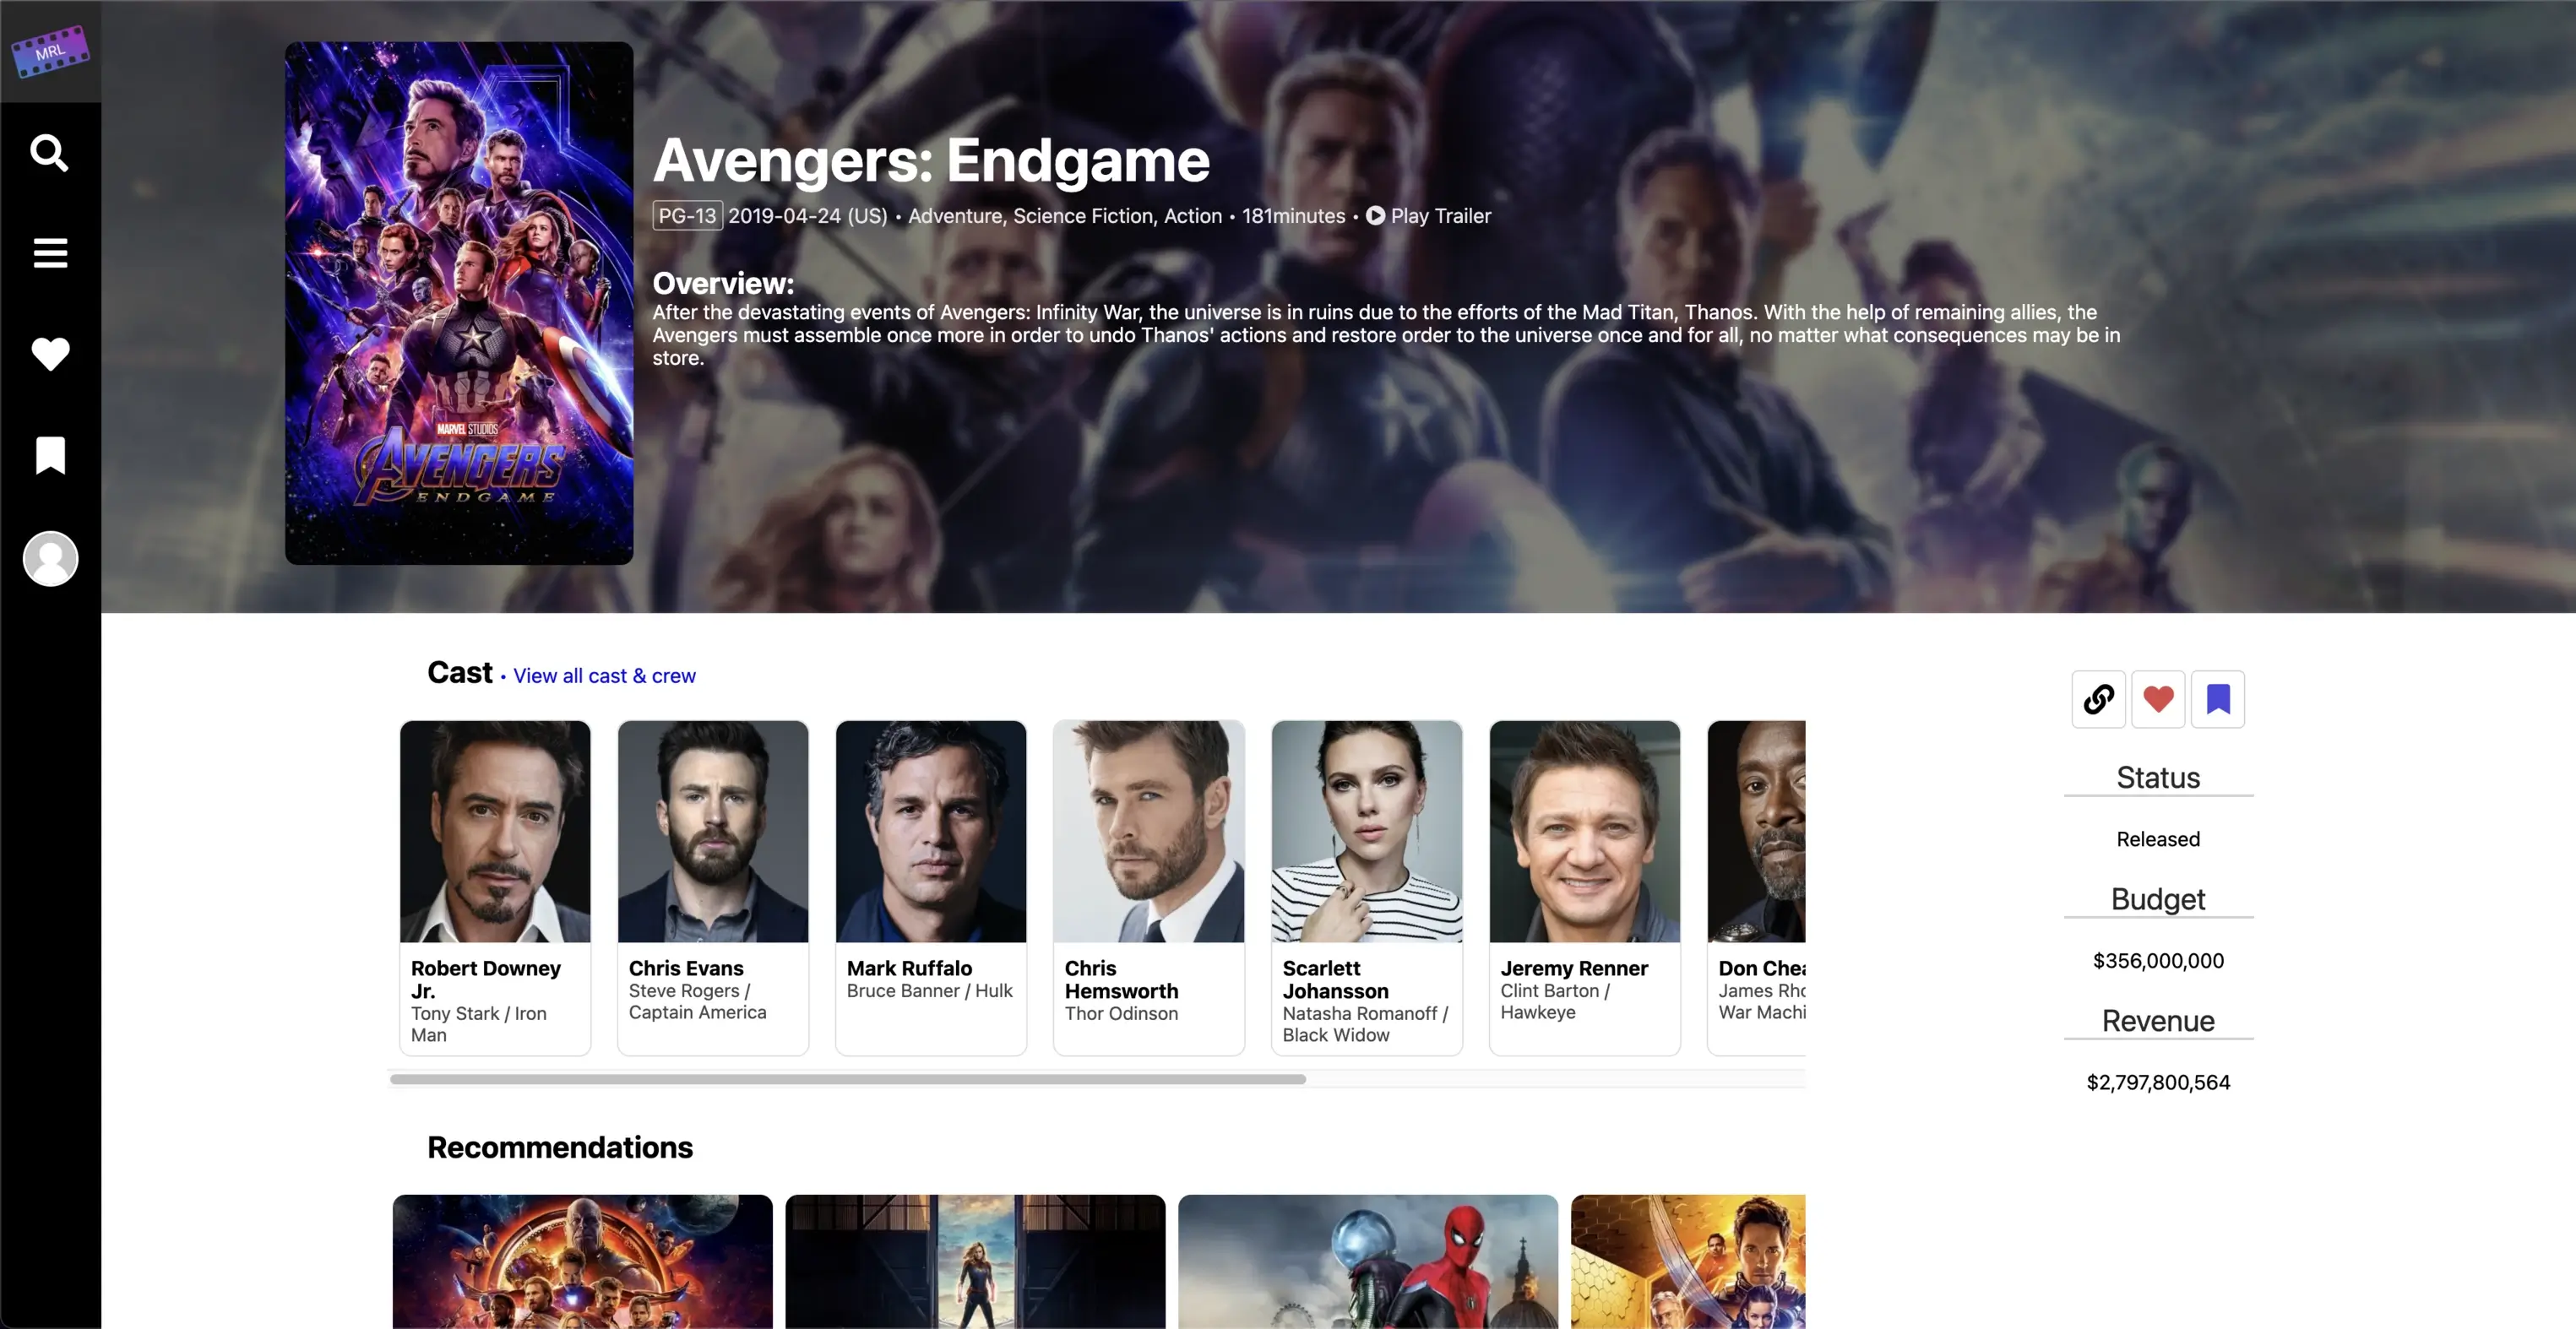 MRL
Avengers: Endgame
PG-13 2019-04-24 (US) • Adventure, Science Fiction, Action • 181minutes • Play Trailer
Overview:
After the devastating events of Avengers: Infinity War, the universe is in ruins due to the efforts of the Mad Titan, Thanos. With the help of remaining allies, the
Avengers must assemble once more in order to undo Thanos' actions and restore order to the universe once and for all, no matter what consequences may be in
store.
MARVEL STUDIOS
AVENGERS
ENDGAME
Cast • View all cast & crew
Robert Downey
Jr.
Tony Stark / Iron
Man
Chris Evans
Steve Rogers /
Captain America
Mark Ruffalo
Bruce Banner / Hulk
Chris
Hemsworth
Thor Odinson
Scarlett
Johansson
Natasha Romanoff /
Black Widow
Jeremy Renner
Clint Barton /
Hawkeye
Don Chea
James Rho
War Machi
Status
Released
Budget
$356,000,000
Revenue
$2,797,800,564
Recommendations